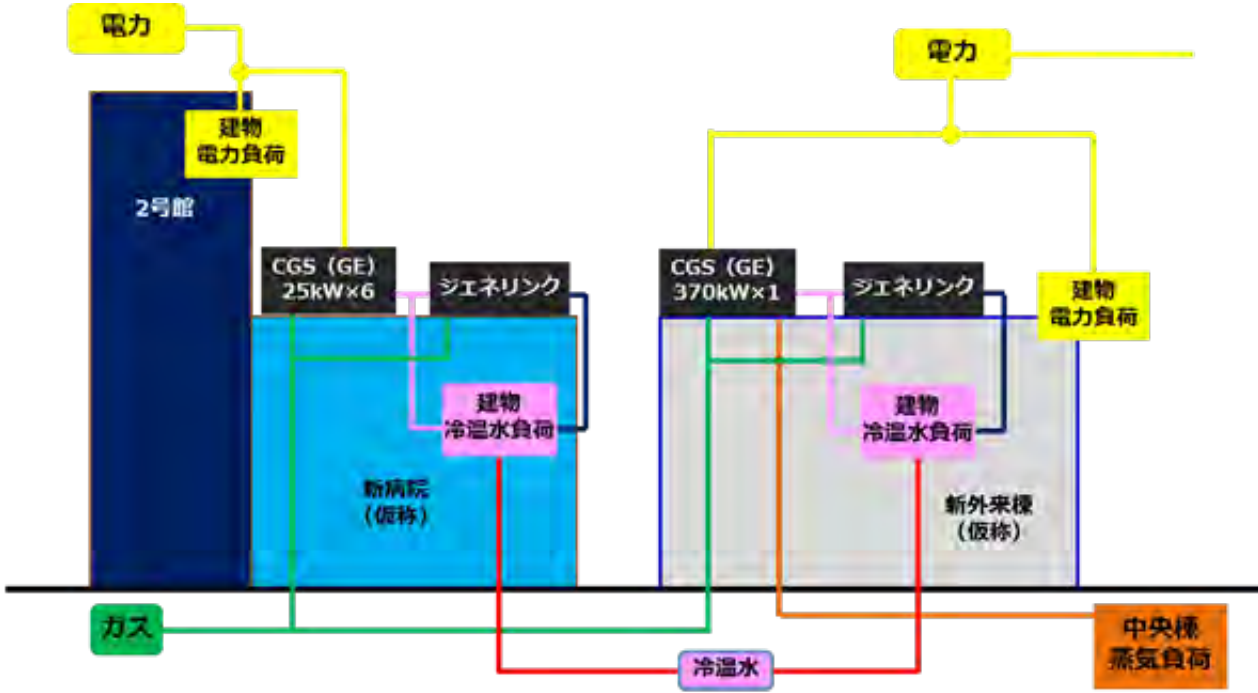 電力
電力
建物
電力負荷
2号館
CGS（GE）
25kW×6
ジェネリンク
CGS（GE）
370kW×1
ジェネリンク
建物
電力負荷
建物
冷温水負荷
建物
冷温水負荷
新病院
（仮称）
新外来棟
（仮称）
ガス
冷温水
中央棟
蒸気負荷